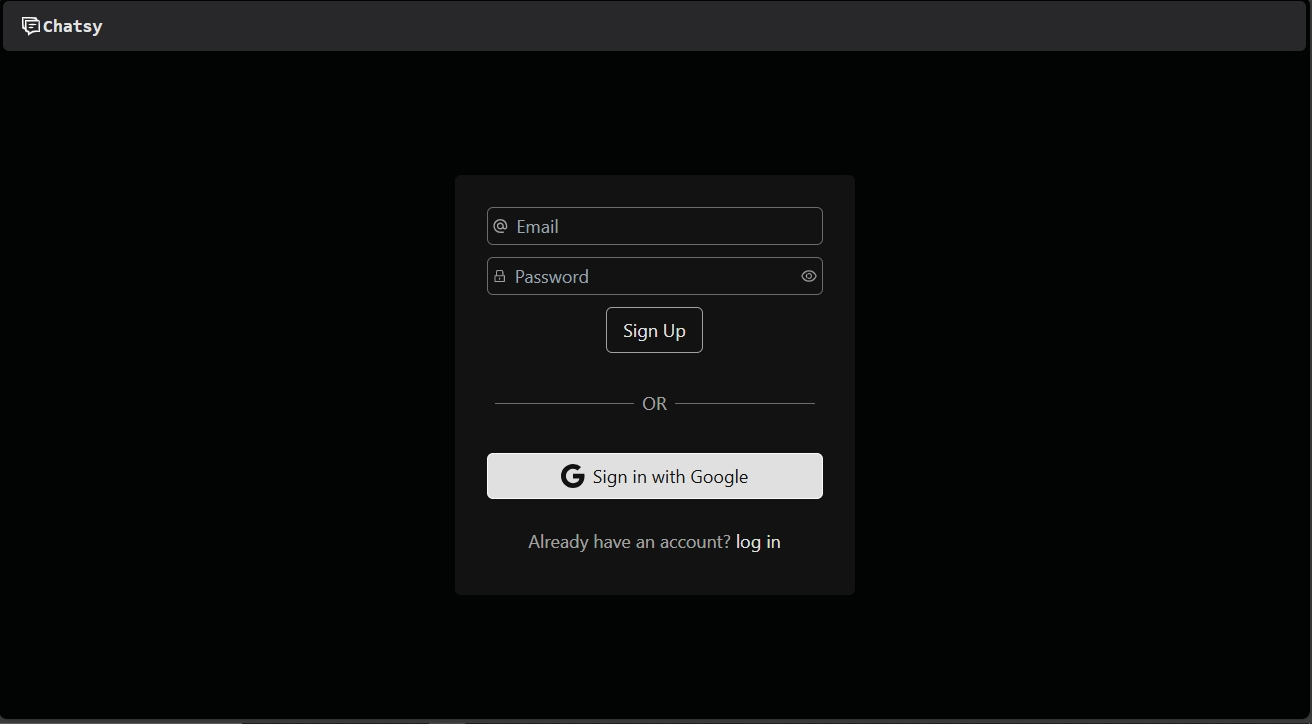 Chatsy
Email
Password
Sign Up
OR
Sign in with Google
Already have an account? log in